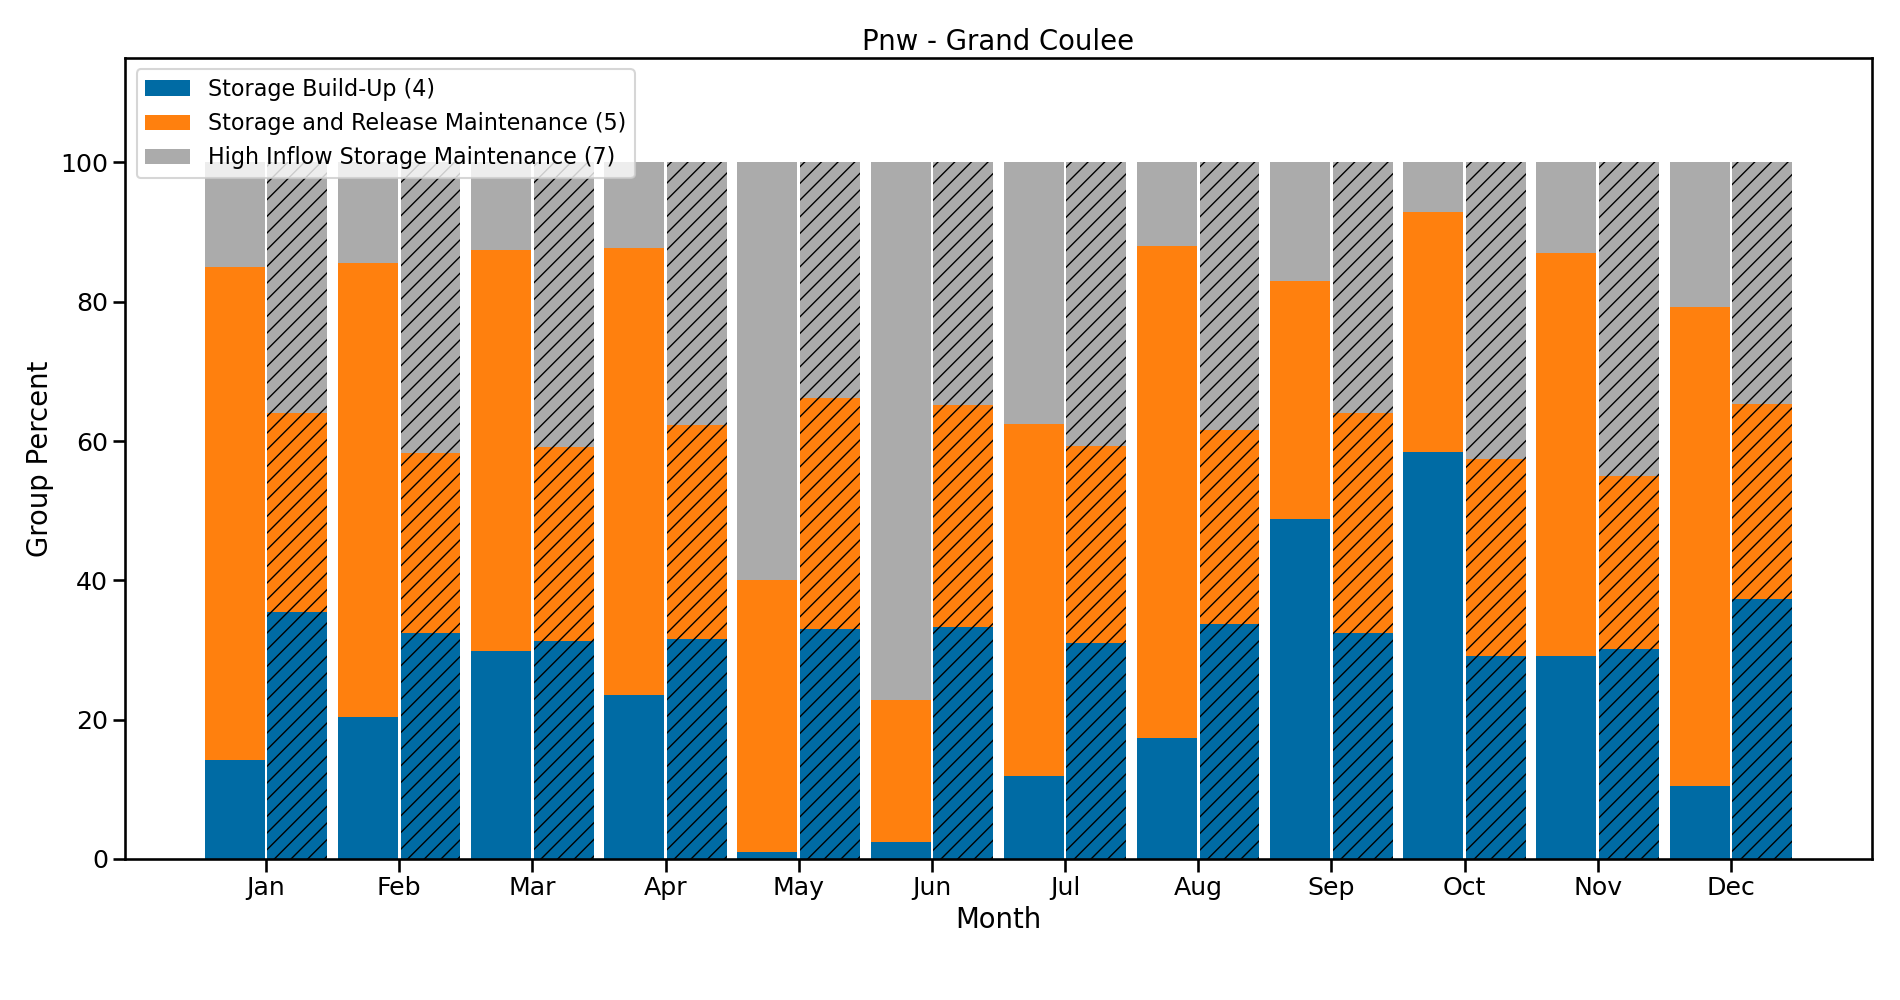 Pnw - Grand Coulee
Storage Build-Up (4)
Storage and Release Maintenance (5)
High Inflow Storage Maintenance (7)
Group Percent
100
80
60
40
20
0
Jan Feb Mar Apr May Jun Jul Aug Sep Oct Nov Dec
Month